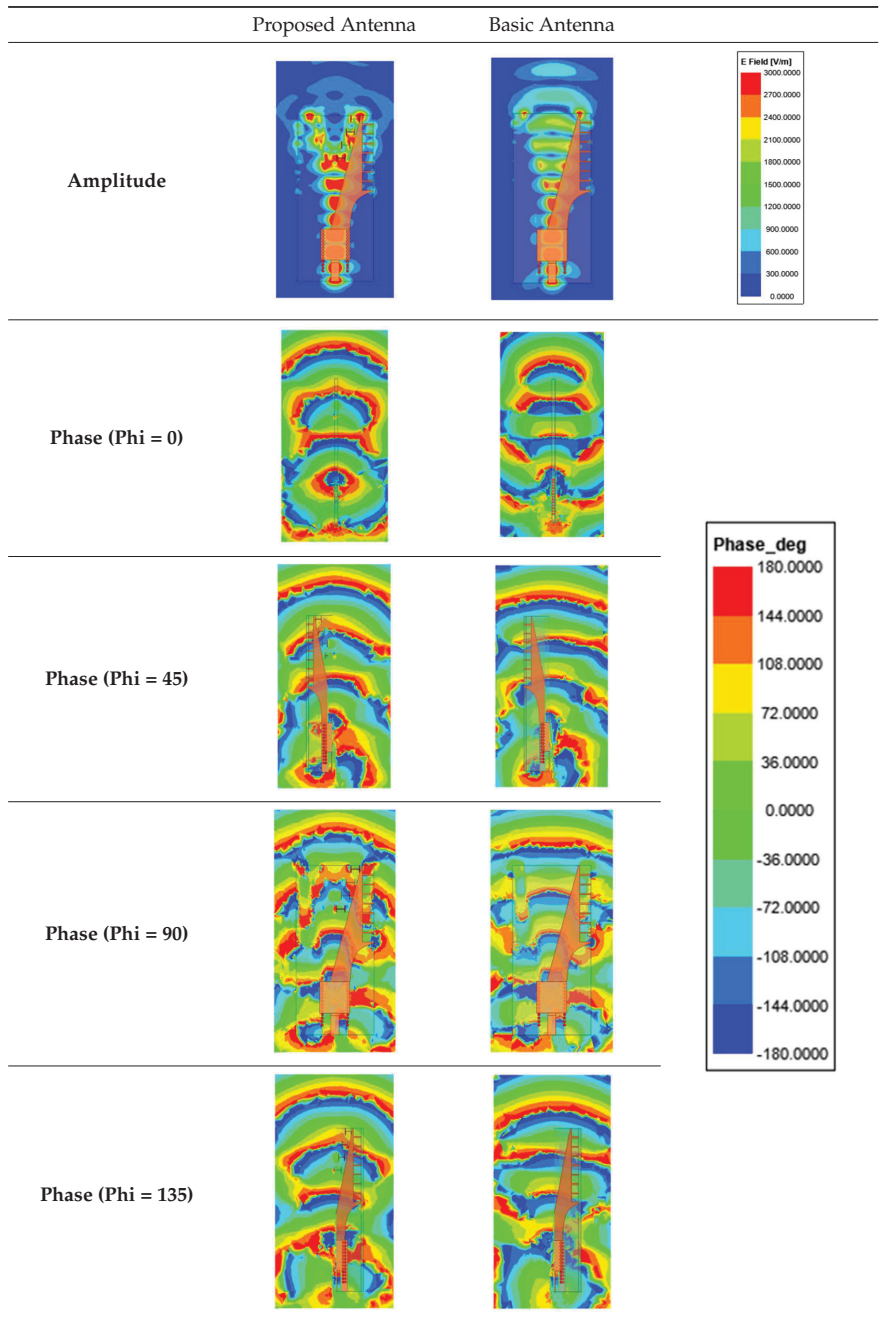 Proposed Antenna Basic Antenna
Amplitude
E Field [V/m]
3000.0000
2700.0000
2400.0000
2100.0000
1800.0000
1500.0000
1200.0000
900.0000
600.0000
300.0000
0.0000
Phase (Phi = 0)
Phase (Phi = 45)
Phase (Phi = 90)
Phase (Phi = 135)
Phase_deg
180.0000
144.0000
108.0000
72.0000
36.0000
0.0000
-36.0000
-72.0000
-108.0000
-144.0000
-180.0000